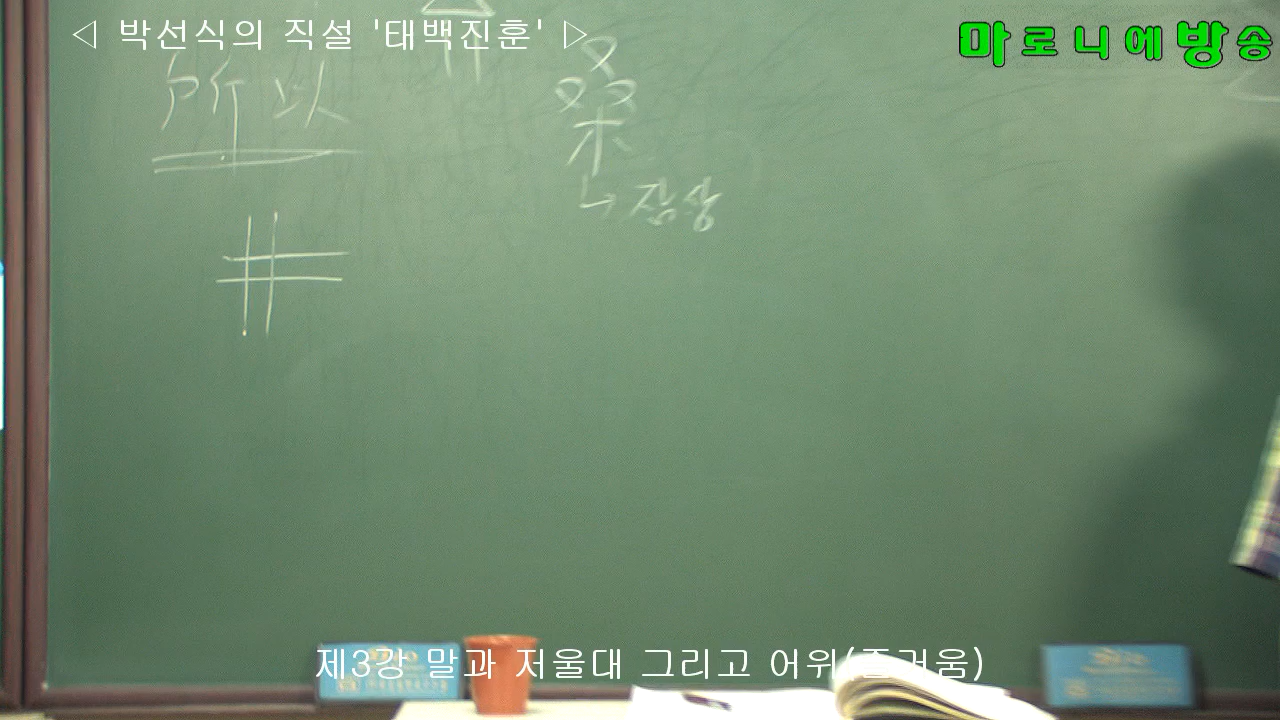 ◁ 박선식의 직설 '태백진훈' ▷
마로니에방송
所以
桑
↳ 잠상
井
제3강 말과 저울대 그리고 어위(즐거움)